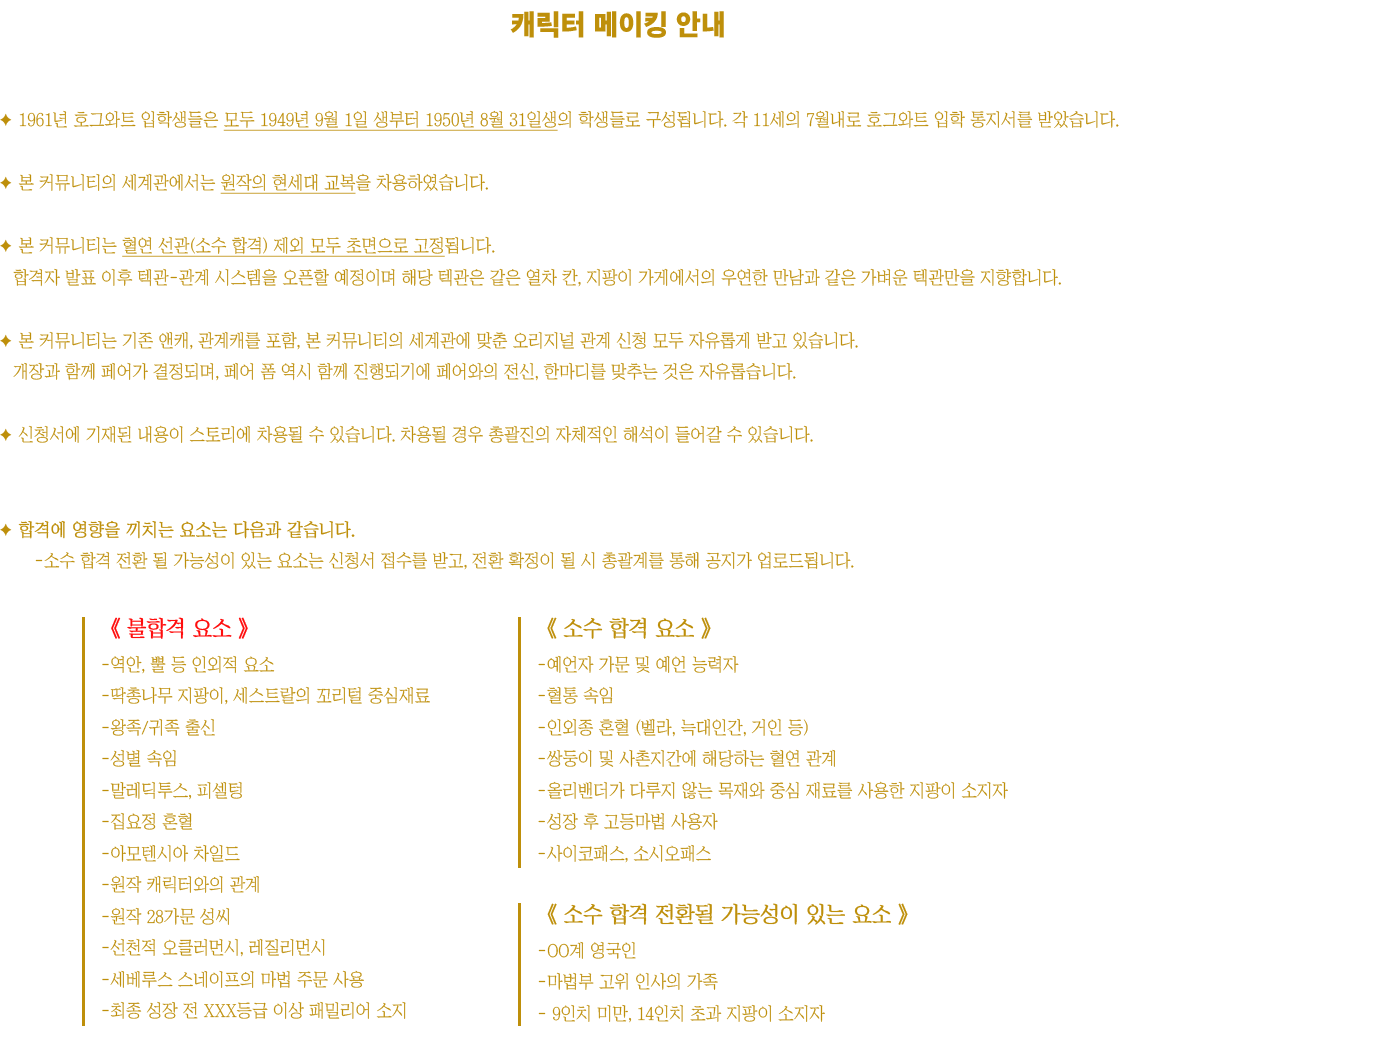 캐릭터 메이킹 안내
✦ 1961년 호그와트 입학생들은 모두 1949년 9월 1일 생부터 1950년 8월 31일생의 학생들로 구성됩니다. 각 11세의 7월내로 호그와트 입학 통지서를 받았습니다.
✦ 본 커뮤니티의 세계관에서는 원작의 현세대 교복을 차용하였습니다.
✦ 본 커뮤니티는 혈연 선관(소수 합격) 제외 모두 초면으로 고정됩니다.
합격자 발표 이후 텍관-관계 시스템을 오픈할 예정이며 해당 텍관은 같은 열차 칸, 지팡이 가게에서의 우연한 만남과 같은 가벼운 텍관만을 지향합니다.
✦ 본 커뮤니티는 기존 앤캐, 관계캐를 포함, 본 커뮤니티의 세계관에 맞춘 오리지널 관계 신청 모두 자유롭게 받고 있습니다.
개장과 함께 페어가 결정되며, 페어 폼 역시 함께 진행되기에 페어와의 전신, 한마디를 맞추는 것은 자유롭습니다.
✦ 신청서에 기재된 내용이 스토리에 차용될 수 있습니다. 차용될 경우 총괄진의 자체적인 해석이 들어갈 수 있습니다.
✦ 합격에 영향을 끼치는 요소는 다음과 같습니다.
-소수 합격 전환 될 가능성이 있는 요소는 신청서 접수를 받고, 전환 확정이 될 시 총괄계를 통해 공지가 업로드됩니다.
《 불합격 요소 》
-역안, 뿔 등 인외적 요소
-딱총나무 지팡이, 세스트랄의 꼬리털 중심재료
-왕족/귀족 출신
-성별 속임
-말레딕투스, 피셀텅
-집요정 혼혈
-아모텐시아 차일드
-원작 캐릭터와의 관계
-원작 28가문 성씨
-선천적 오클러먼시, 레질리먼시
-세베루스 스네이프의 마법 주문 사용
-최종 성장 전 XXX등급 이상 패밀리어 소지
《 소수 합격 요소 》
-예언자 가문 및 예언 능력자
-혈통 속임
-인외종 혼혈 (벨라, 늑대인간, 거인 등)
-쌍둥이 및 사촌지간에 해당하는 혈연 관계
-올리밴더가 다루지 않는 목재와 중심 재료를 사용한 지팡이 소지자
-성장 후 고등마법 사용자
-사이코패스, 소시오패스
《 소수 합격 전환될 가능성이 있는 요소 》
-OO계 영국인
-마법부 고위 인사의 가족
- 9인치 미만, 14인치 초과 지팡이 소지자